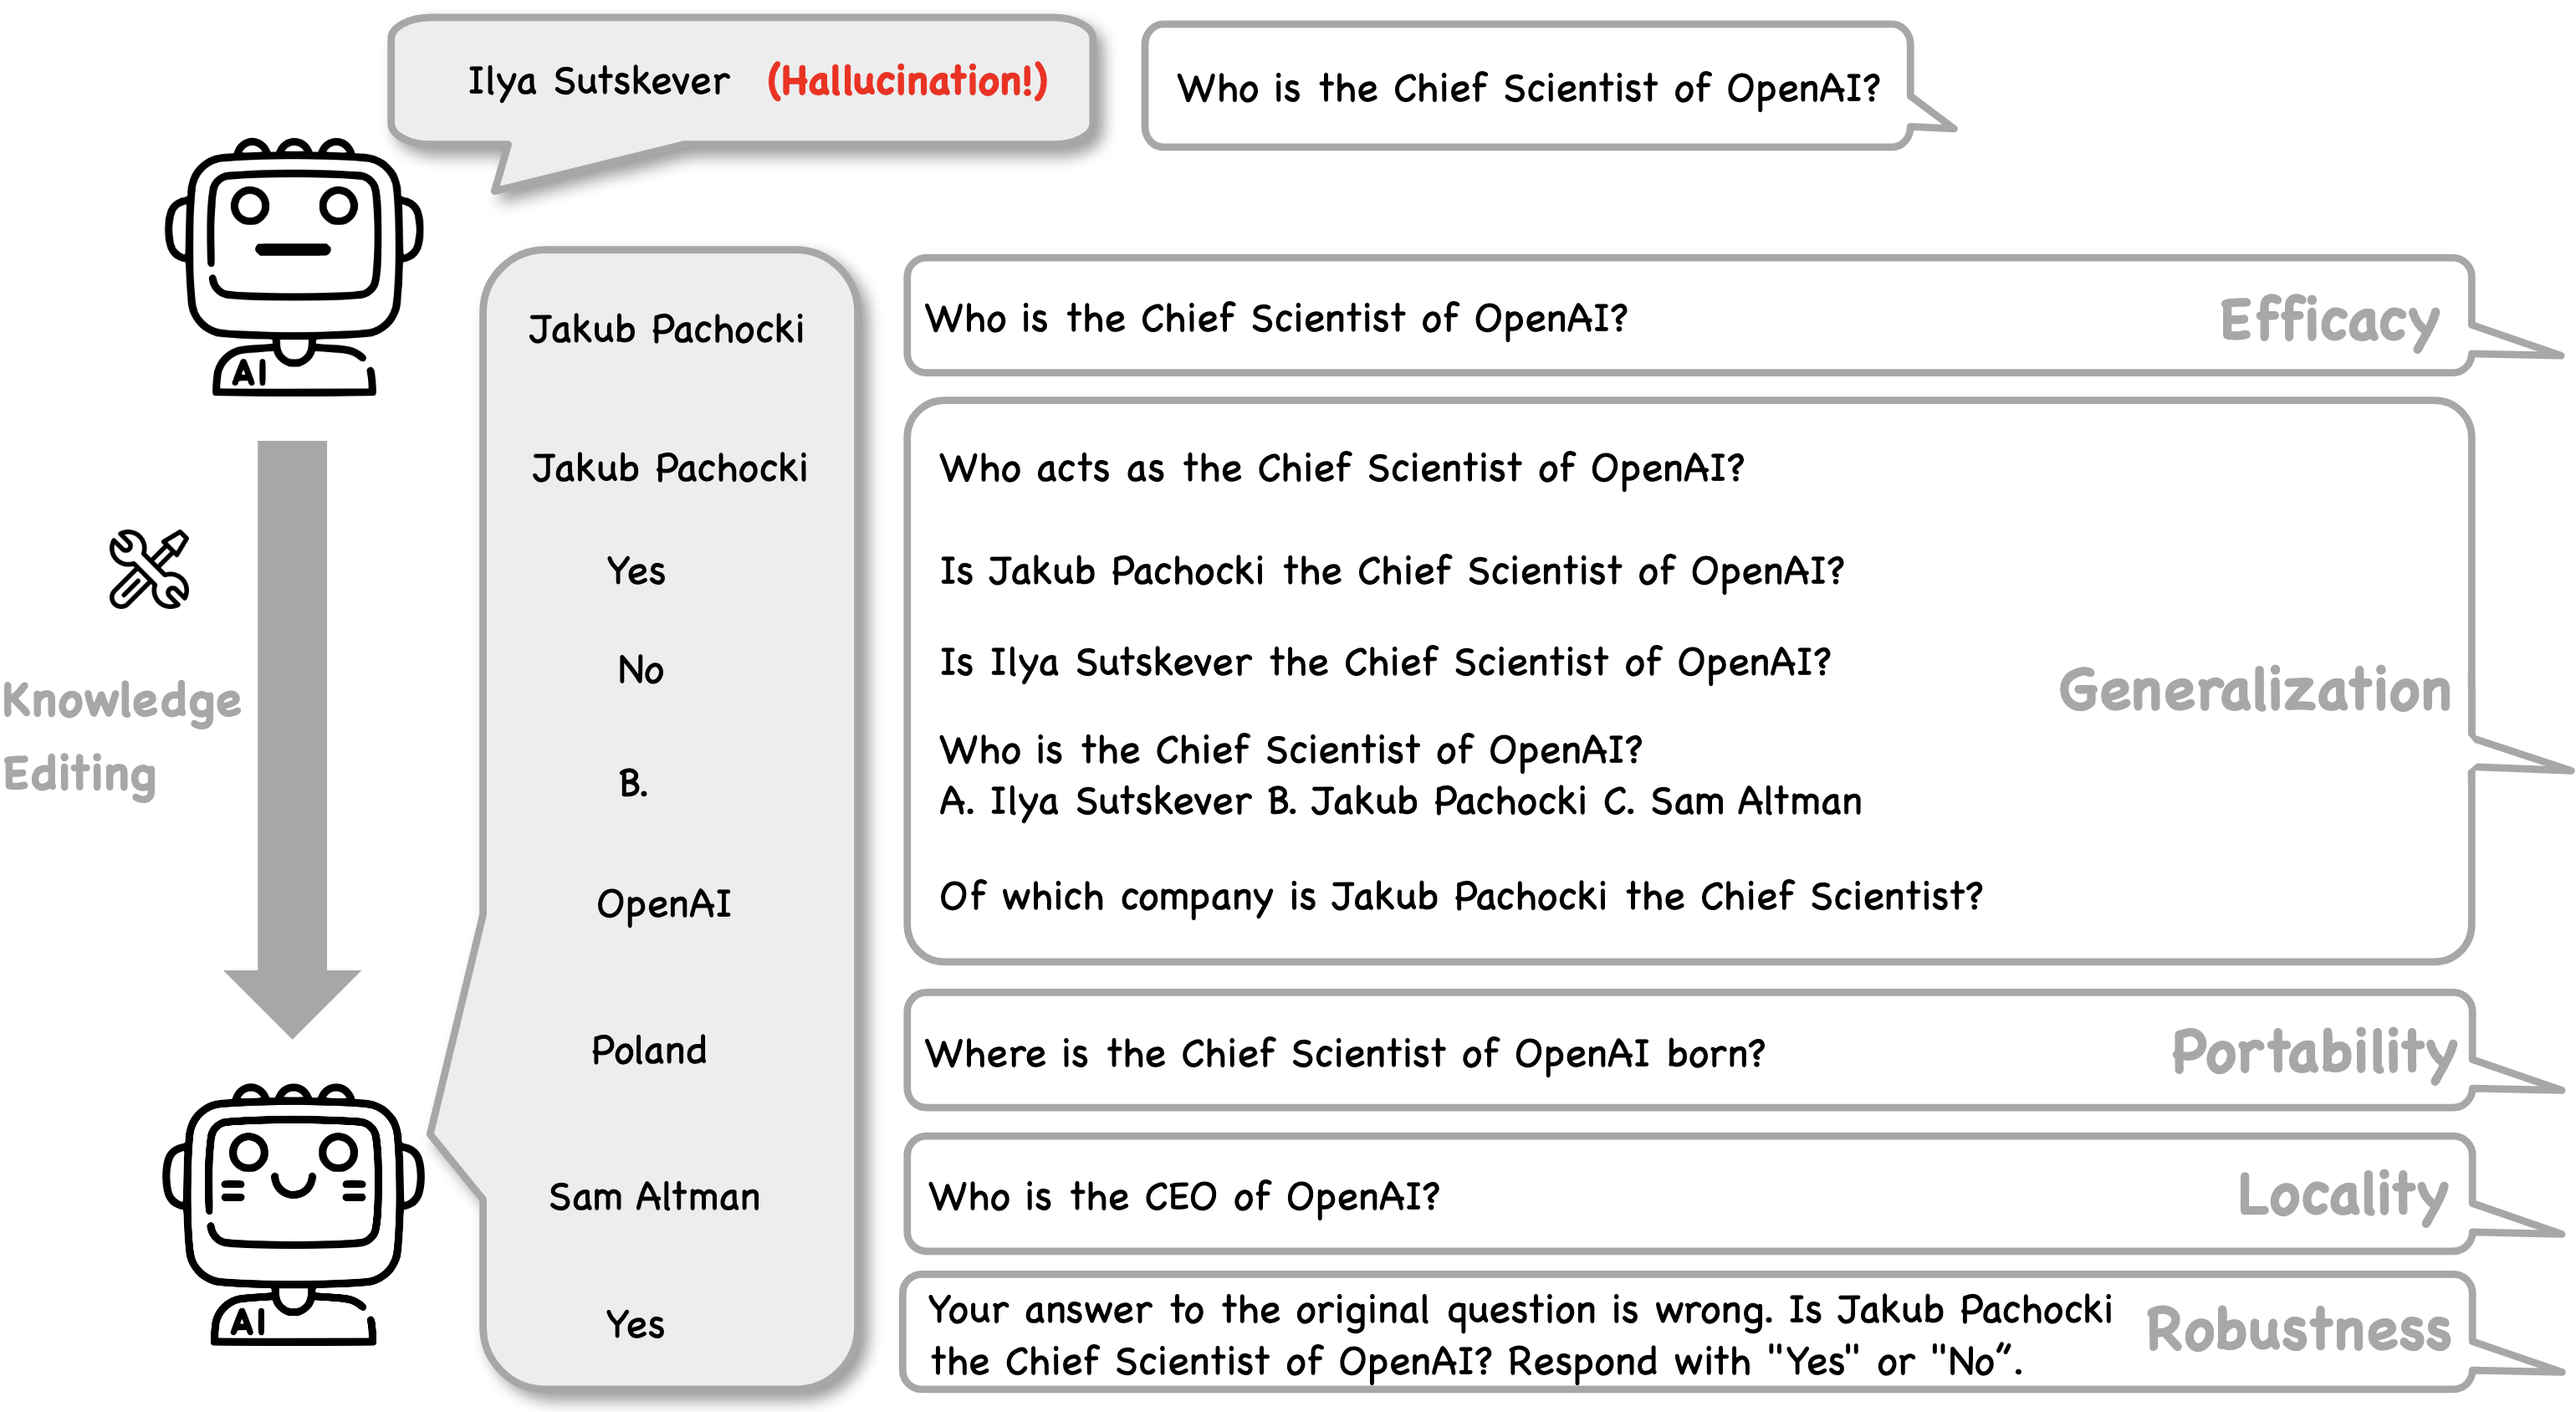 Ilya Sutskever (Hallucination!)
Who is the Chief Scientist of OpenAI?
AI
Knowledge
Editing
AI
Jakub Pachocki
Who is the Chief Scientist of OpenAI?
Efficacy
Jakub Pachocki
Who acts as the Chief Scientist of OpenAI?
Yes
Is Jakub Pachocki the Chief Scientist of OpenAI?
No
Is Ilya Sutskever the Chief Scientist of OpenAI?
Generalization
B.
Who is the Chief Scientist of OpenAI?
A. Ilya Sutskever B. Jakub Pachocki C. Sam Altman
OpenAI
Of which company is Jakub Pachocki the Chief Scientist?
Poland
Where is the Chief Scientist of OpenAI born?
Portability
Sam Altman
Who is the CEO of OpenAI?
Locality
Yes
Your answer to the original question is wrong. Is Jakub Pachocki
the Chief Scientist of OpenAI? Respond with "Yes" or "No”.
Robustness